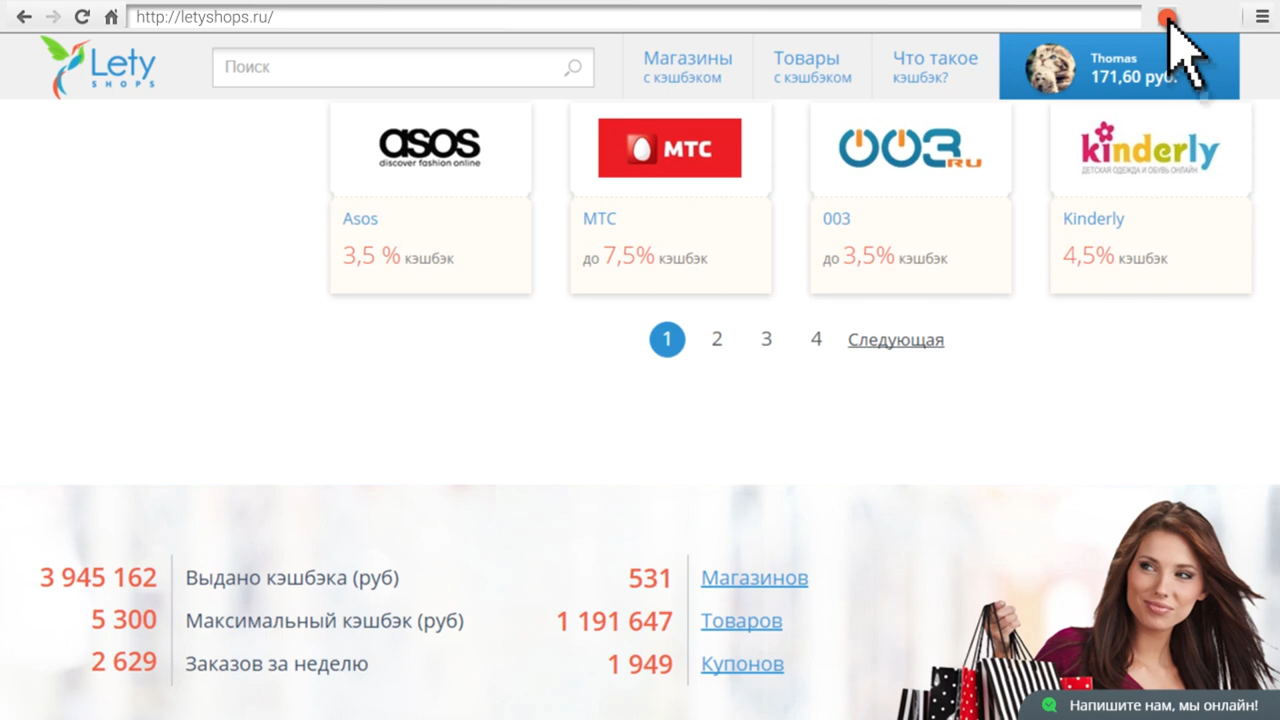 http://letyshops.ru/
Lety
SHOPS
Поиск
Магазины
с кэшбэком
Товары
с кэшбэком
Что такое
кэшбэк?
Thomas
171,60 руб.
asos
discover fashion online
МТС
003.RU
kinderly
ДЕТСКАЯ ОДЕЖДА И ОБУВЬ ОНЛАЙН
Asos
3,5 % кэшбэк
МТС
до 7,5% кэшбэк
003
до 3,5% кэшбэк
Kinderly
4,5% кэшбэк
1 2 3 4 Следующая
3 945 162 Выдано кэшбэка (руб)
5 300 Максимальный кэшбэк (руб)
2 629 Заказов за неделю
531 Магазинов
1 191 647 Товаров
1 949 Купонов
Напишите нам, мы онлайн!